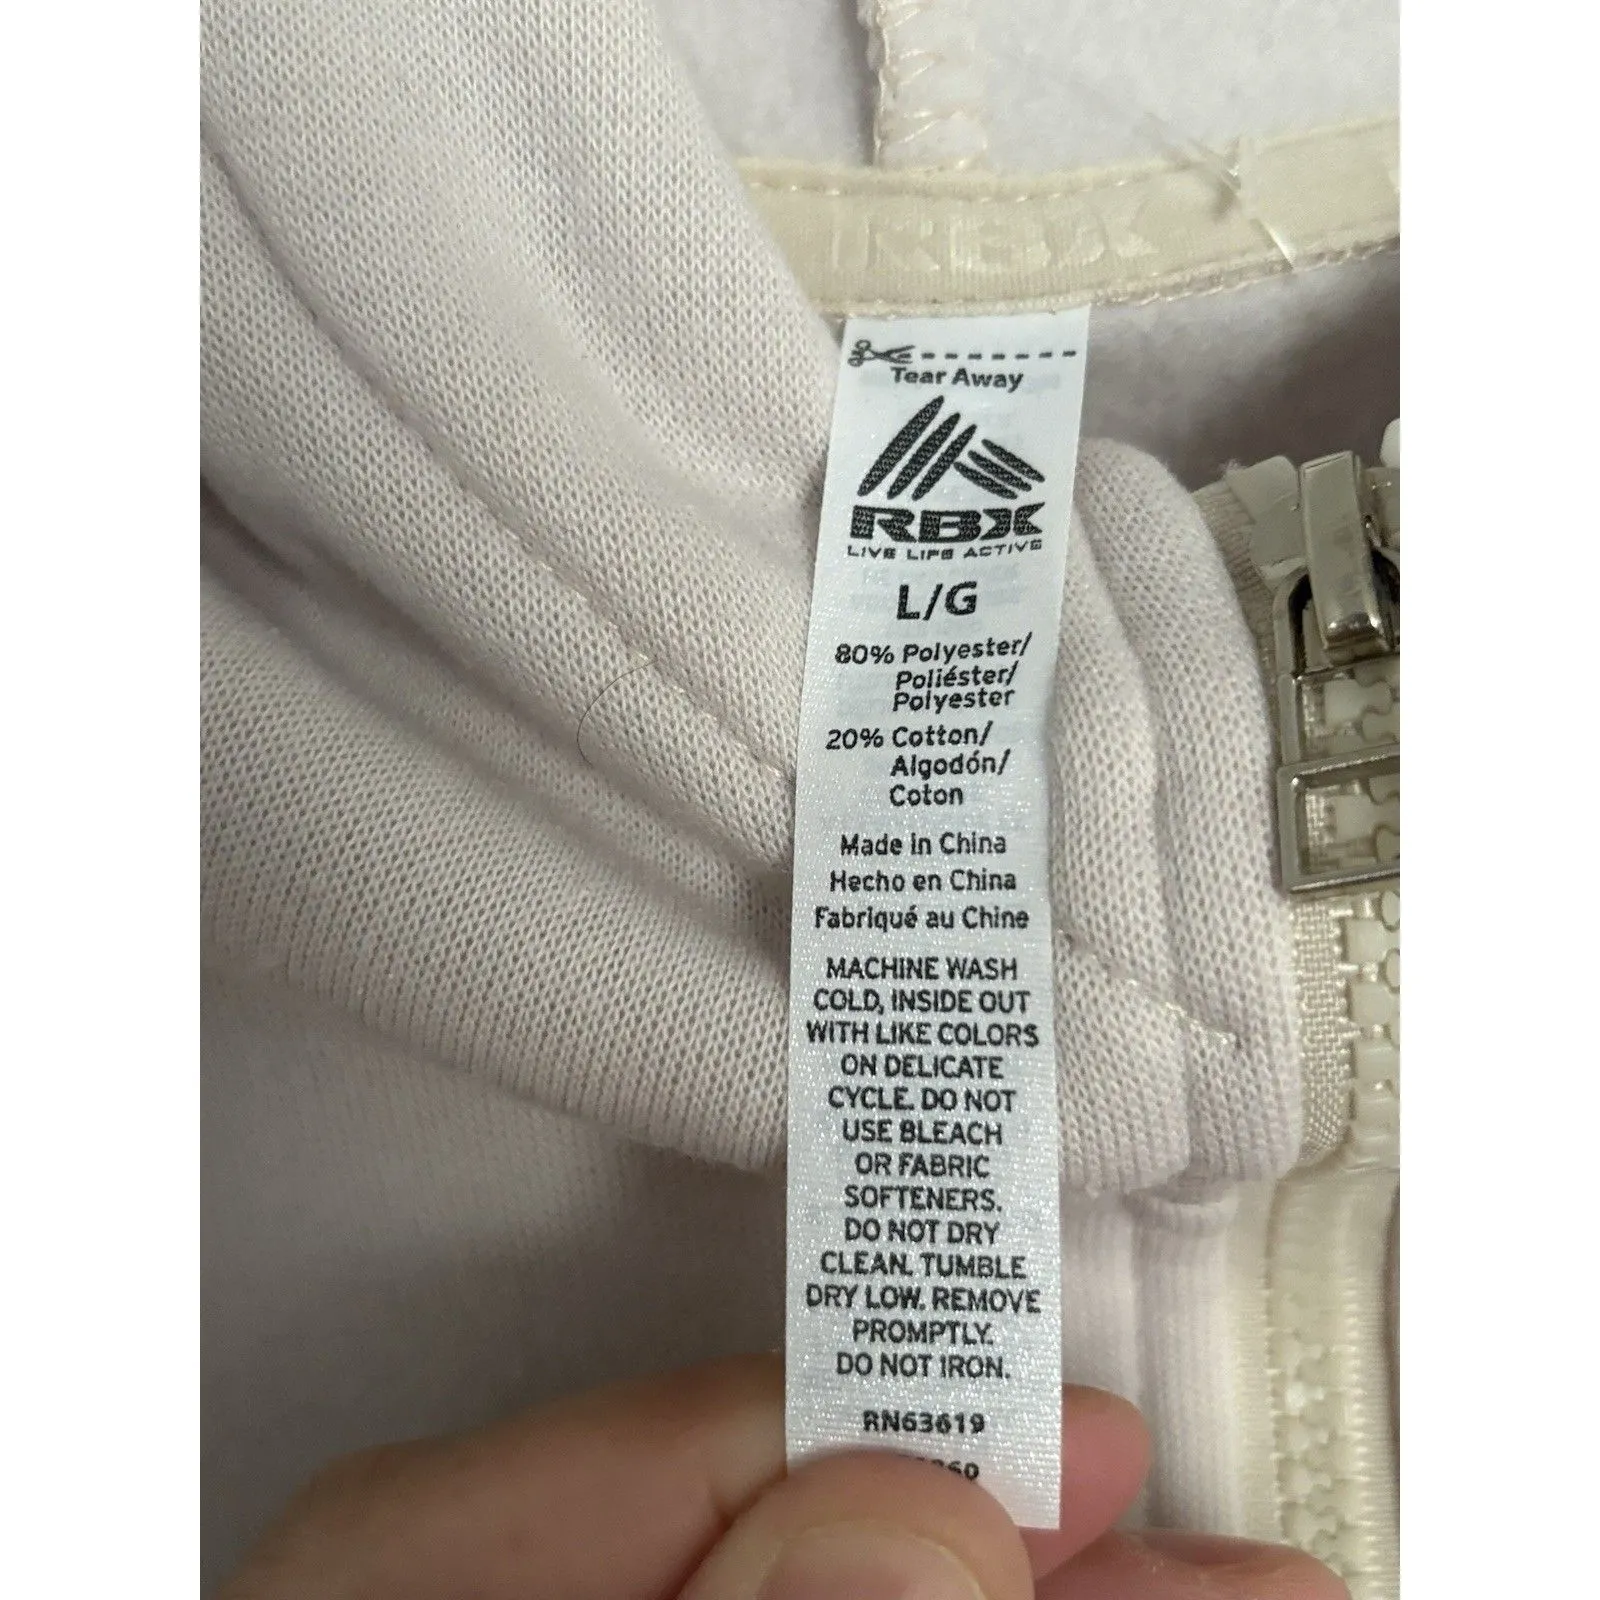 RBX
Tear Away
RBX
LIVE LIFE ACTIVE
L/G
80% Polyester/
Poliéster/
Polyester
20% Cotton/
Algodón/
Coton
Made in China
Hecho en China
Fabriqué au Chine
MACHINE WASH
COLD, INSIDE OUT
WITH LIKE COLORS
ON DELICATE
CYCLE. DO NOT
USE BLEACH
OR FABRIC
SOFTENERS.
DO NOT DRY
CLEAN. TUMBLE
DRY LOW. REMOVE
PROMPTLY.
DO NOT IRON.
RN63619